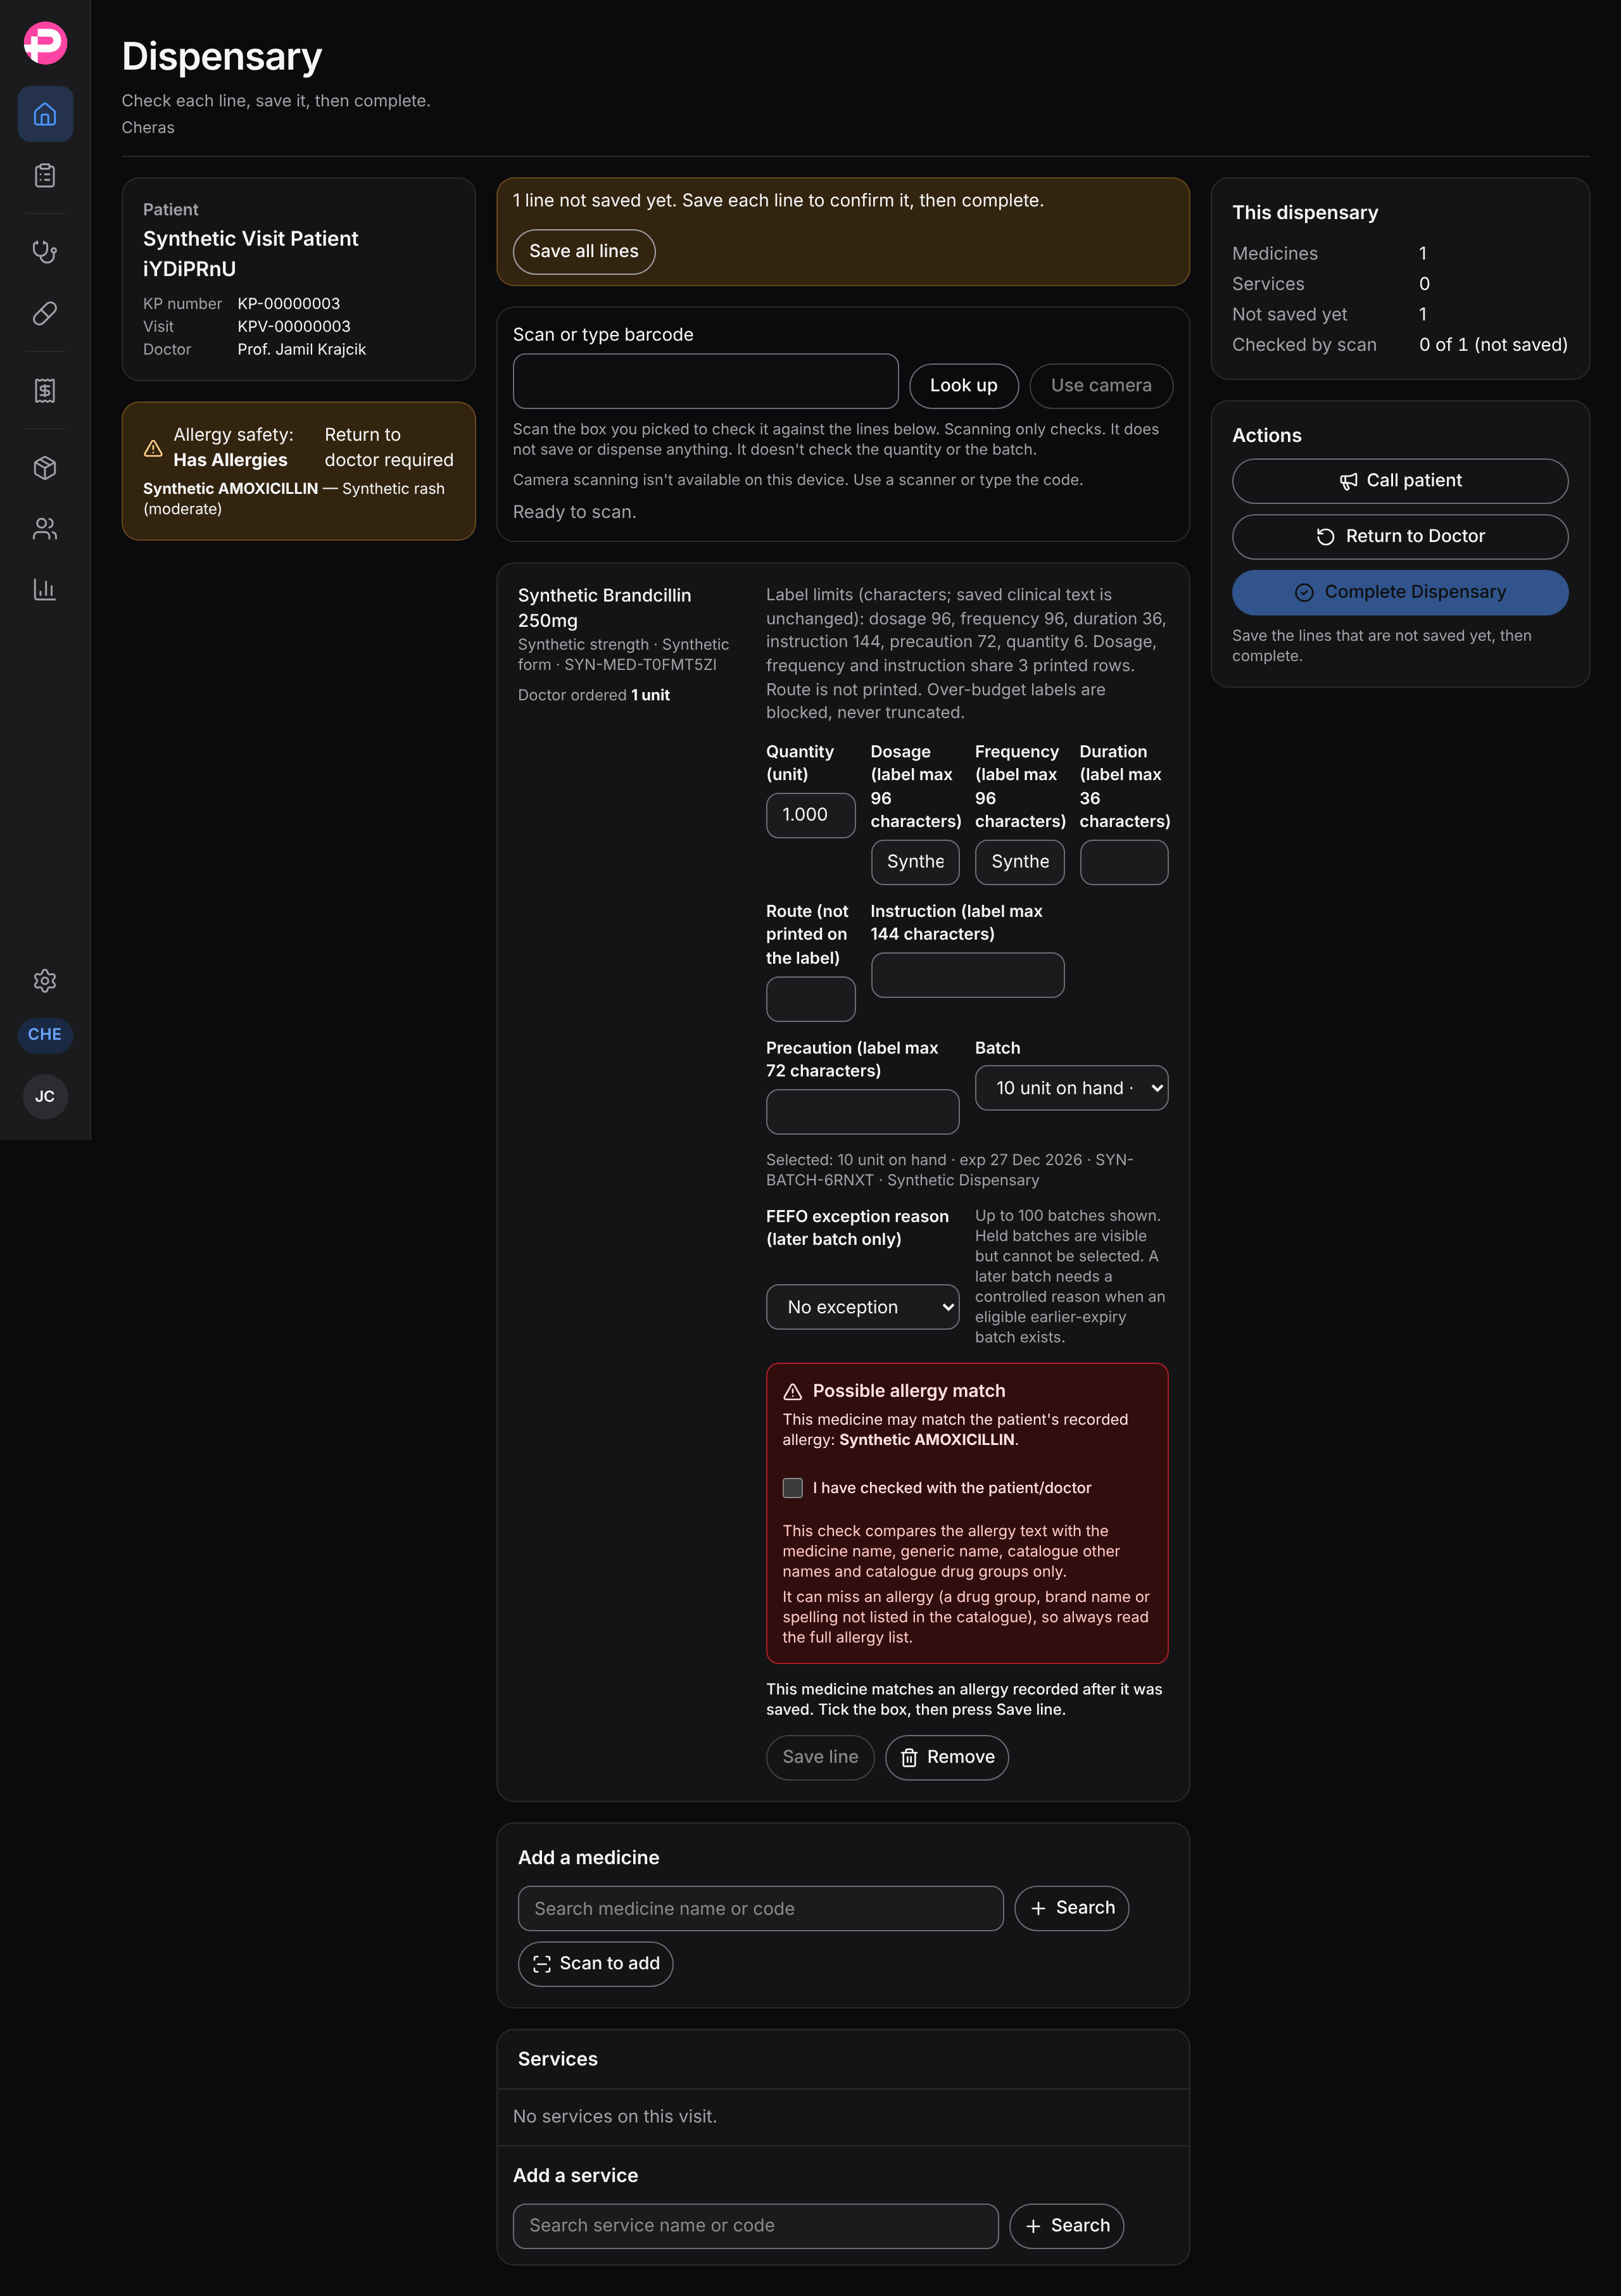 Dispensary
Check each line, save it, then complete.
Cheras
Patient
Synthetic Visit Patient
iYDiPRnU
KP number KP-00000003
Visit KPV-00000003
Doctor Prof. Jamil Krajcik
Allergy safety: Return to
Has Allergies doctor required
Synthetic AMOXICILLIN — Synthetic rash
(moderate)
CHE
JC
1 line not saved yet. Save each line to confirm it, then complete.
Save all lines
Scan or type barcode
Look up
Use camera
Scan the box you picked to check it against the lines below. Scanning only checks. It does
not save or dispense anything. It doesn't check the quantity or the batch.
Camera scanning isn't available on this device. Use a scanner or type the code.
Ready to scan.
Synthetic Brandcillin
250mg
Synthetic strength · Synthetic
form · SYN-MED-T0FMT5ZI
Doctor ordered 1 unit
Label limits (characters; saved clinical text is
unchanged): dosage 96, frequency 96, duration 36,
instruction 144, precaution 72, quantity 6. Dosage,
frequency and instruction share 3 printed rows.
Route is not printed. Over-budget labels are
blocked, never truncated.
Quantity
(unit)
1.000
Dosage
(label max
96
characters)
Synthe
Frequency
(label max
96
characters)
Synthe
Duration
(label max
36
characters)
Route (not
printed on
the label)
Instruction (label max
144 characters)
Precaution (label max
72 characters)
Batch
10 unit on hand ·
Selected: 10 unit on hand · exp 27 Dec 2026 · SYN-
BATCH-6RNXT · Synthetic Dispensary
FEFO exception reason
(later batch only)
No exception
Up to 100 batches shown.
Held batches are visible
but cannot be selected. A
later batch needs a
controlled reason when an
eligible earlier-expiry
batch exists.
Possible allergy match
This medicine may match the patient's recorded
allergy: Synthetic AMOXICILLIN.
I have checked with the patient/doctor
This check compares the allergy text with the
medicine name, generic name, catalogue other
names and catalogue drug groups only.
It can miss an allergy (a drug group, brand name or
spelling not listed in the catalogue), so always read
the full allergy list.
This medicine matches an allergy recorded after it was
saved. Tick the box, then press Save line.
Save line
Remove
Add a medicine
Search medicine name or code
Search
Scan to add
Services
No services on this visit.
Add a service
Search service name or code
Search
This dispensary
Medicines 1
Services 0
Not saved yet 1
Checked by scan 0 of 1 (not saved)
Actions
Call patient
Return to Doctor
Complete Dispensary
Save the lines that are not saved yet, then
complete.